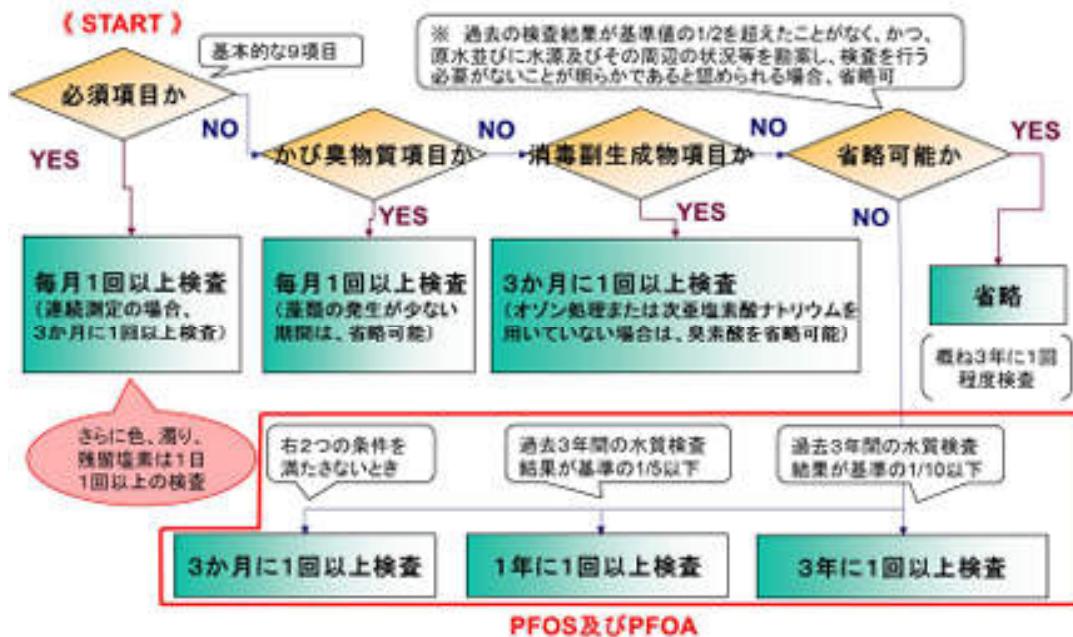 《 START 》
基本的な9項目
※ 過去の検査結果が基準値の1/2を超えたことがなく、かつ、
原水並びに水源及びその周辺の状況等を勘案し、検査を行う
必要がないことが明らかであると認められる場合、省略可
必須項目か
NO
YES
かび臭物質項目か
NO
YES
消毒副生成物項目か
NO
YES
省略可能か
YES
NO
毎月1回以上検査
(連続測定の場合、
3か月に1回以上検査)
毎月1回以上検査
(藻類の発生が少ない
期間は、省略可能)
3か月に1回以上検査
(オゾン処理または次亜塩素酸ナトリウムを
用いていない場合は、臭素酸を省略可能)
省略
概ね3年に1回
程度検査
さらに色、濁り、
残留塩素は1日
1回以上の検査
右2つの条件を
満たさないとき
過去3年間の水質検査
結果が基準の1/5以下
過去3年間の水質検査
結果が基準の1/10以下
3か月に1回以上検査
1年に1回以上検査
3年に1回以上検査
PFOS及びPFOA